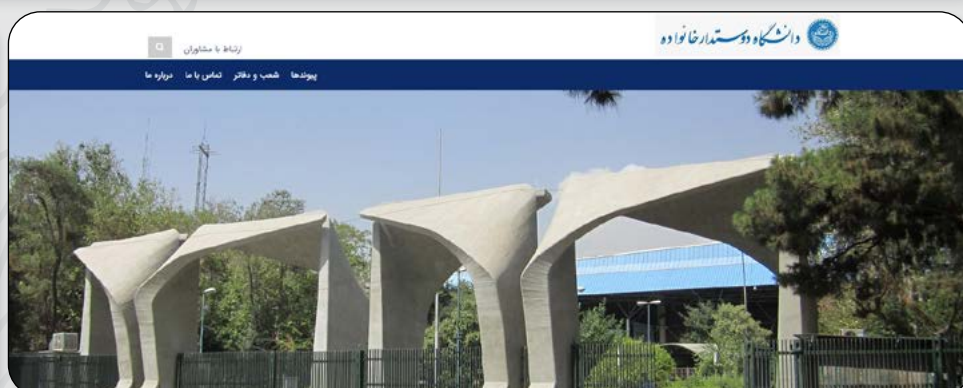 دانشگاه دوستدار خانواده
ارتباط با مشاوران
پیوندها شعب و دفاتر تماس با ما درباره ما